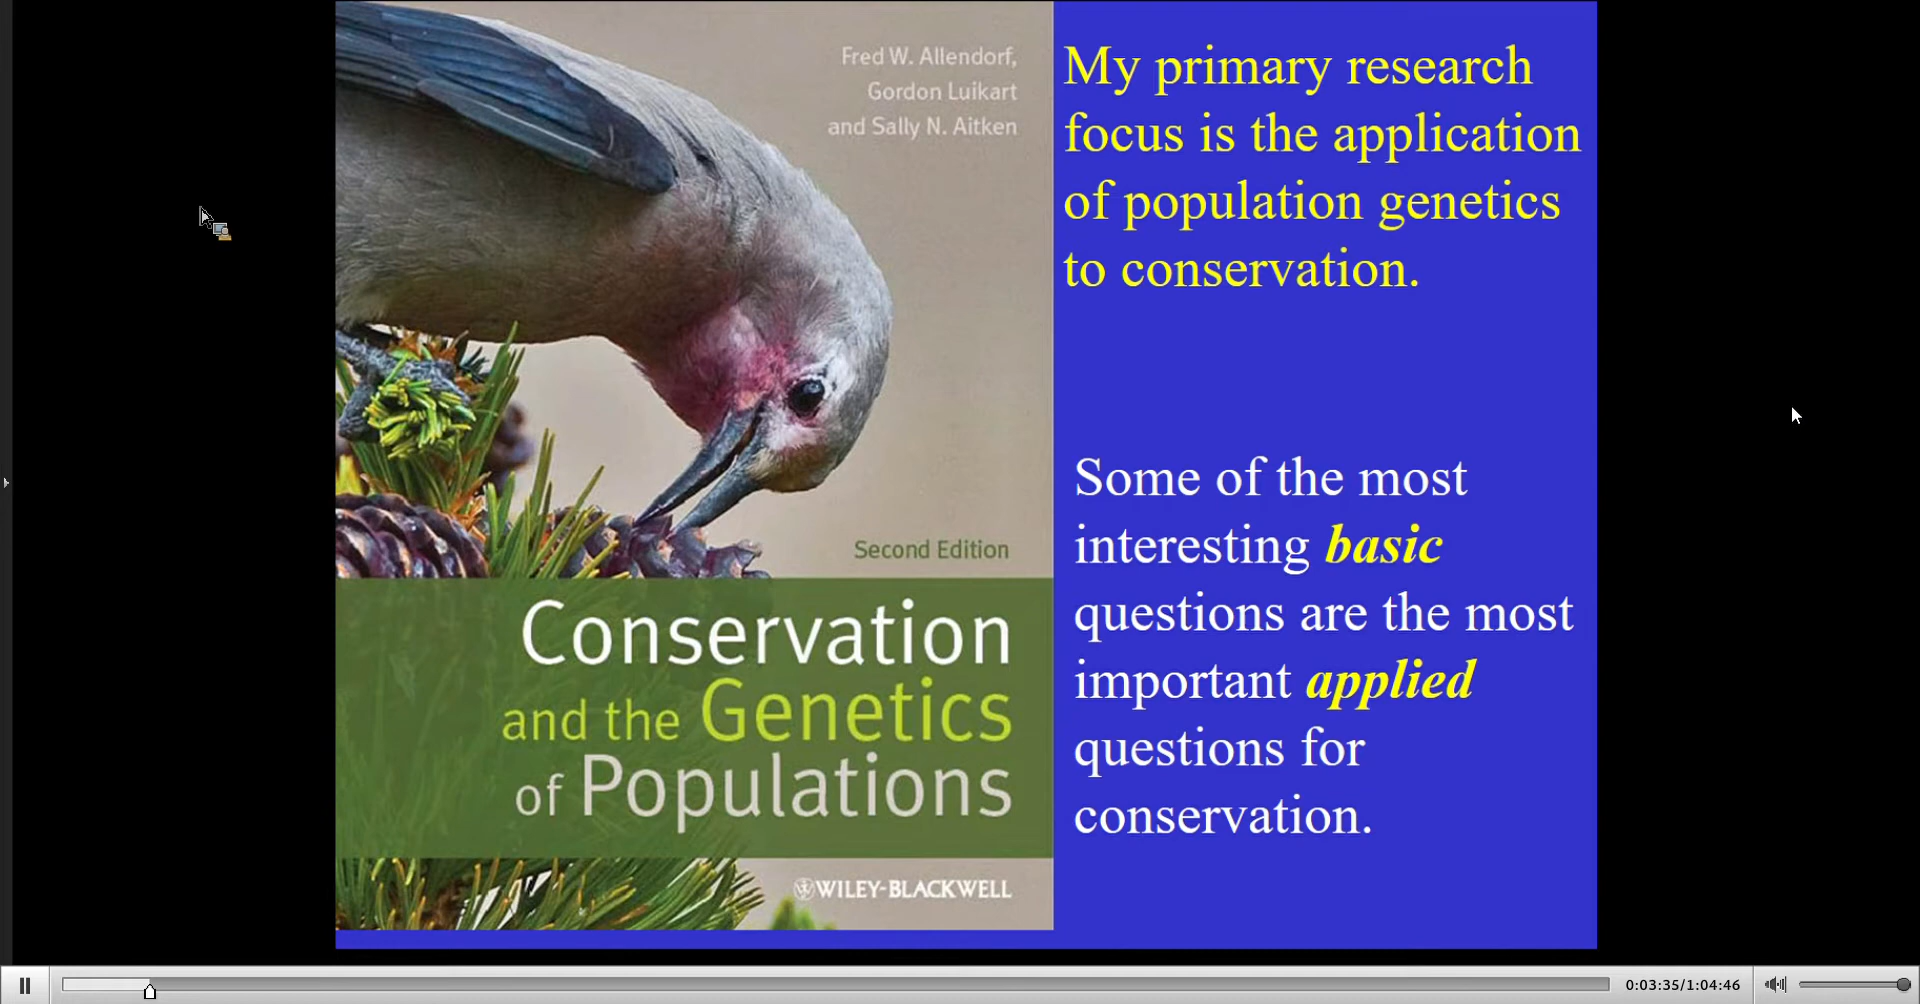 Fred W. Allendorf,
Gordon Luikart
and Sally N. Aitken
Second Edition
Conservation
and the Genetics
of Populations
WILEY-BLACKWELL
My primary research
focus is the application
of population genetics
to conservation.
Some of the most
interesting basic
questions are the most
important applied
questions for
conservation.
0:03:35/1:04:46